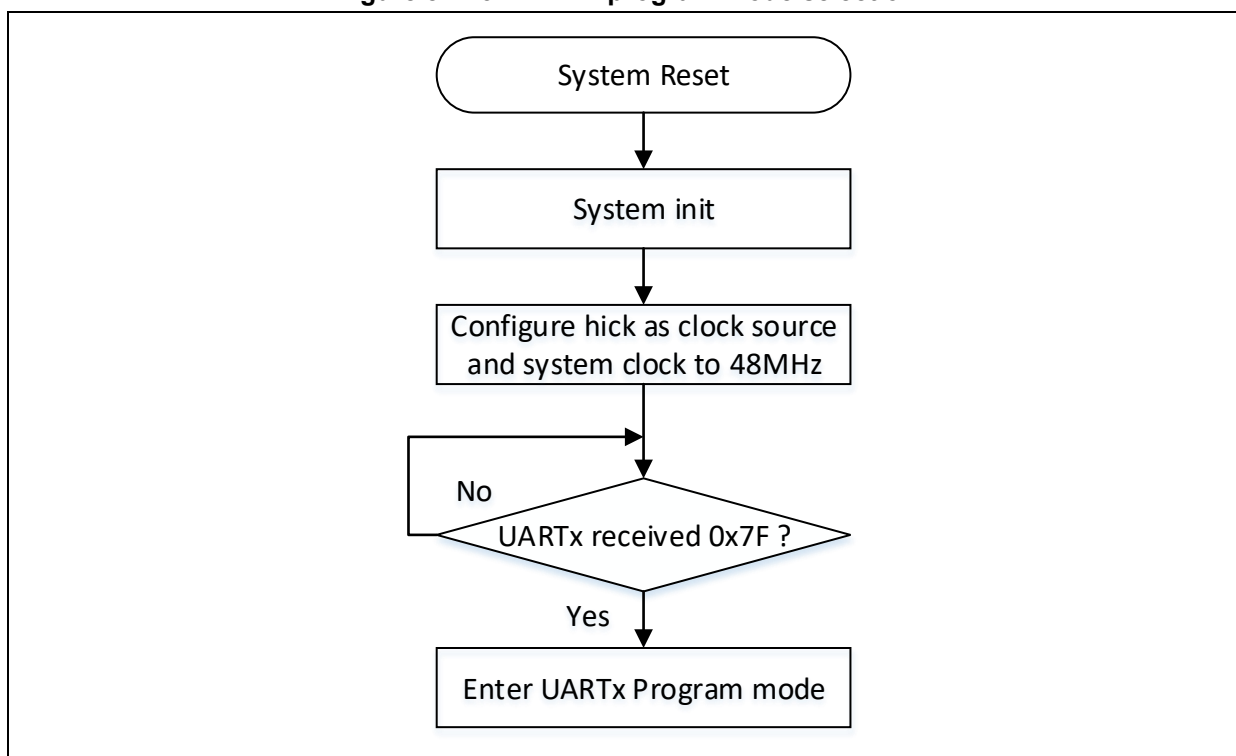 System Reset
System init
Configure hick as clock source
and system clock to 48MHz
No
UARTx received 0x7F ?
Yes
Enter UARTx Program mode